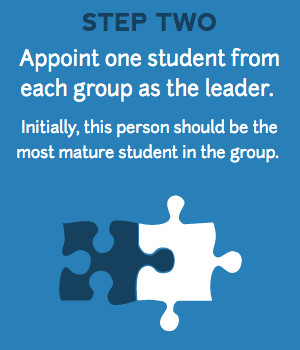 STEP TWO
Appoint one student from
each group as the leader.
Initially, this person should be the
most mature student in the group.